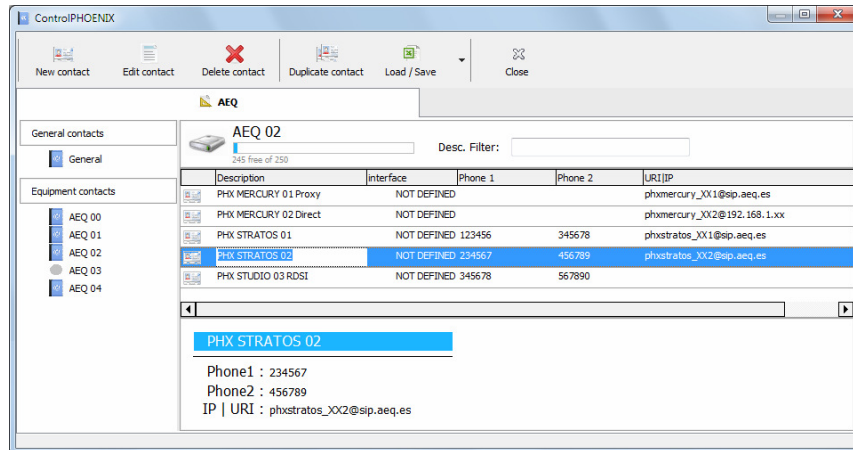 ControlPHOENIX
New contact Edit contact Delete contact Duplicate contact Load / Save Close
AEQ
General contacts
General
Equipment contacts
AEQ 00
AEQ 01
AEQ 02
AEQ 03
AEQ 04
AEQ 02
245 free of 250
Desc. Filter:
Description interface Phone 1 Phone 2 URI|IP
PHX MERCURY 01 Proxy NOT DEFINED phxmercury_XX1@sip.aeq.es
PHX MERCURY 02 Direct NOT DEFINED phxmercury_XX2@192.168.1.xx
PHX STRATOS 01 NOT DEFINED 123456 345678 phxstratos_XX1@sip.aeq.es
PHX STRATOS 02 NOT DEFINED 234567 456789 phxstratos_XX2@sip.aeq.es
PHX STUDIO 03 RDSI NOT DEFINED 345678 567890
PHX STRATOS 02
Phone1 : 234567
Phone2 : 456789
IP | URI : phxstratos_XX2@sip.aeq.es